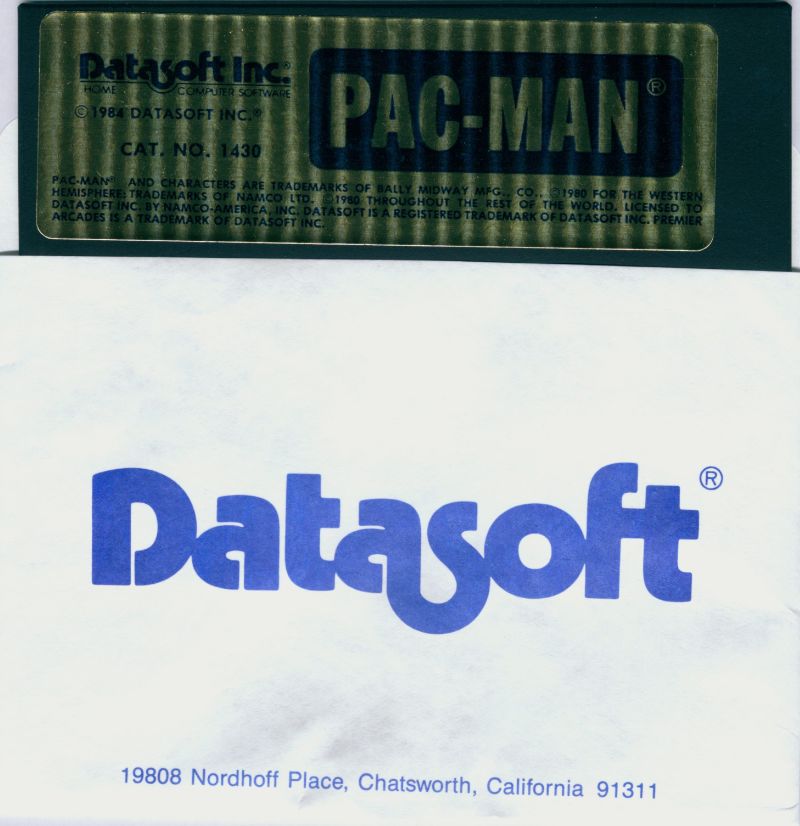 Datasoft Inc.®
HOME & COMPUTER SOFTWARE
© 1984 DATASOFT INC.®
CAT. NO. 1430
PAC-MAN®
PAC-MAN® AND CHARACTERS ARE TRADEMARKS OF BALLY MIDWAY MFG., CO., ©1980 FOR THE WESTERN
HEMISPHERE; TRADEMARKS OF NAMCO LTD. ©1980 THROUGHOUT THE REST OF THE WORLD. LICENSED TO
DATASOFT INC. BY NAMCO-AMERICA, INC. DATASOFT IS A REGISTERED TRADEMARK OF DATASOFT INC. PREMIER
ARCADES IS A TRADEMARK OF DATASOFT INC.
Datasoft®
19808 Nordhoff Place, Chatsworth, California 91311